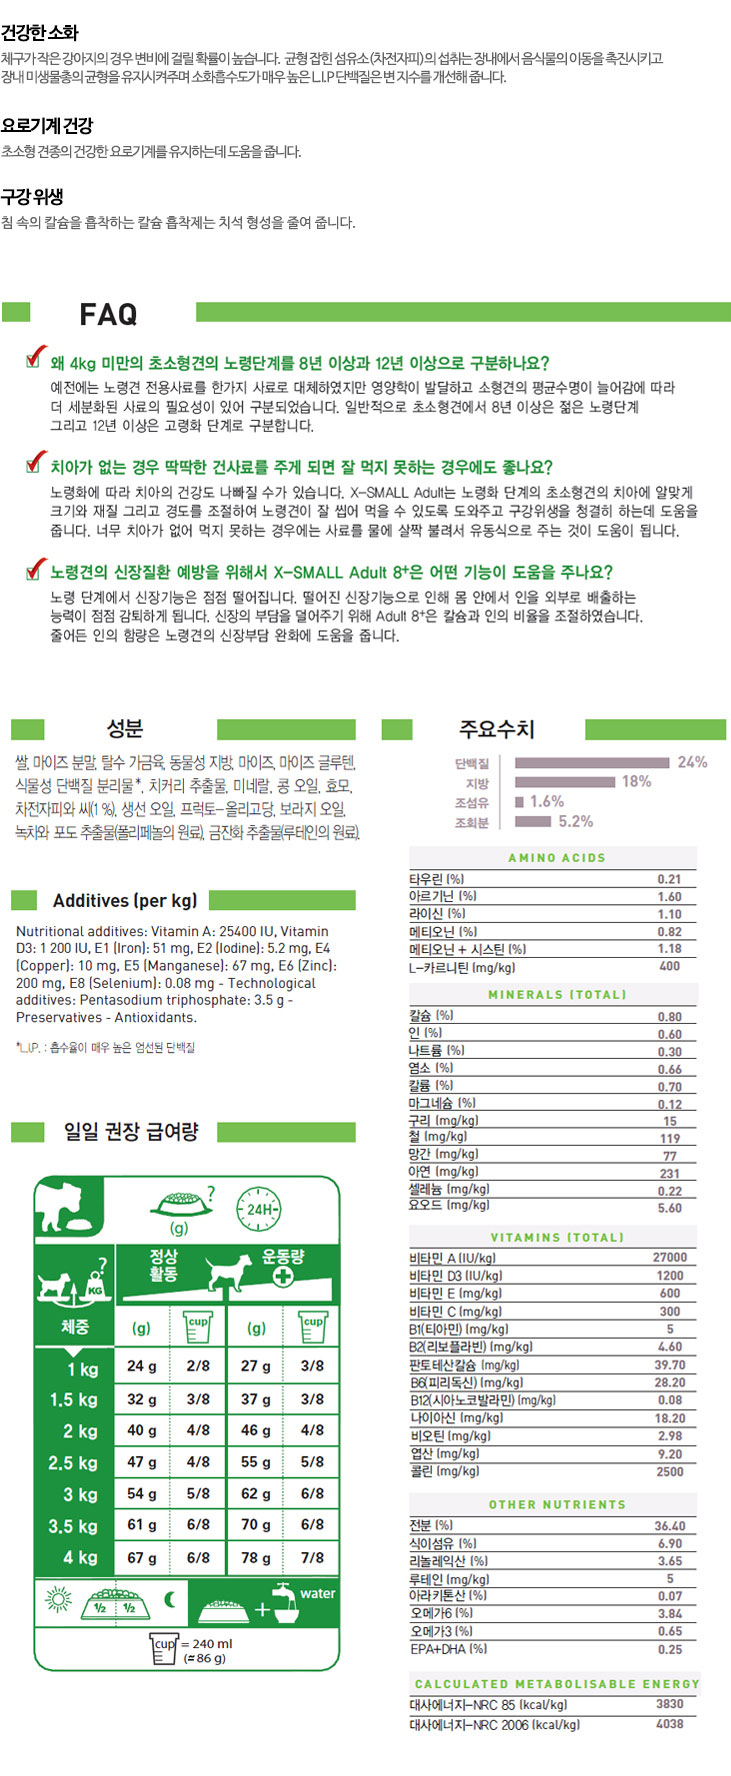 건강한 소화
체구가 작은 강아지의 경우 변비에 걸릴 확률이 높습니다. 균형 잡힌 섬유소(차전자피)의 섭취는 장내에서 음식물의 이동을 촉진시키고
장내 미생물총의 균형을 유지시켜주며 소화흡수도가 매우 높은 L.I.P 단백질은 변 지수를 개선해 줍니다.
요로기계 건강
초소형 견종의 건강한 요로기계를 유지하는데 도움을 줍니다.
구강 위생
침 속의 칼슘을 흡착하는 칼슘 흡착제는 치석 형성을 줄여 줍니다.
FAQ
왜 4kg 미만의 초소형견의 노령단계를 8년 이상과 12년 이상으로 구분하나요?
예전에는 노령견 전용사료를 한가지 사료로 대체하였지만 영양학이 발달하고 소형견의 평균수명이 늘어감에 따라
더 세분화된 사료의 필요성이 있어 구분되었습니다. 일반적으로 초소형견에서 8년 이상은 젊은 노령단계
그리고 12년 이상은 고령화 단계로 구분합니다.
치아가 없는 경우 딱딱한 건사료를 주게 되면 잘 먹지 못하는 경우에도 좋나요?
노령화에 따라 치아의 건강도 나빠질 수가 있습니다. X-SMALL Adult는 노령화 단계의 초소형견의 치아에 알맞게
크기와 재질 그리고 경도를 조절하여 노령견이 잘 씹어 먹을 수 있도록 도와주고 구강위생을 청결히 하는데 도움을
줍니다. 너무 치아가 없어 먹지 못하는 경우에는 사료를 물에 살짝 불려서 유동식으로 주는 것이 도움이 됩니다.
노령견의 신장질환 예방을 위해서 X-SMALL Adult 8+은 어떤 기능이 도움을 주나요?
노령 단계에서 신장기능은 점점 떨어집니다. 떨어진 신장기능으로 인해 몸 안에서 인을 외부로 배출하는
능력이 점점 감퇴하게 됩니다. 신장의 부담을 덜어주기 위해 Adult 8+은 칼슘과 인의 비율을 조절하였습니다.
줄어든 인의 함량은 노령견의 신장부담 완화에 도움을 줍니다.
성분
쌀, 마이즈 분말, 탈수 가금육, 동물성 지방, 마이즈, 마이즈 글루텐,
식물성 단백질 분리물*, 치커리 추출물, 미네랄, 콩 오일, 효모,
차전자피와 씨(1 %), 생선 오일, 프럭토-올리고당, 보라지 오일,
녹차와 포도 추출물(폴리페놀의 원료), 금잔화 추출물(루테인의 원료).
Additives (per kg)
Nutritional additives: Vitamin A: 25400 IU, Vitamin
D3: 1 200 IU, E1 (Iron): 51 mg, E2 (Iodine): 5.2 mg, E4
(Copper): 10 mg, E5 (Manganese): 67 mg, E6 (Zinc):
200 mg, E8 (Selenium): 0.08 mg - Technological
additives: Pentasodium triphosphate: 3.5 g -
Preservatives - Antioxidants.
*L.I.P. : 흡수율이 매우 높은 엄선된 단백질
일일 권장 급여량
? (g) 24H
? KG 정상 활동 운동량
체중 (g) cup (g) cup
1 kg 24 g 2/8 27 g 3/8
1.5 kg 32 g 3/8 37 g 3/8
2 kg 40 g 4/8 46 g 4/8
2.5 kg 47 g 4/8 55 g 5/8
3 kg 54 g 5/8 62 g 6/8
3.5 kg 61 g 6/8 70 g 6/8
4 kg 67 g 6/8 78 g 7/8
1/2 1/2 + water
cup = 240 ml
(≈86 g)
주요수치
단백질 24%
지방 18%
조섬유 1.6%
조회분 5.2%
AMINO ACIDS
타우린 (%) 0.21
아르기닌 (%) 1.60
라이신 (%) 1.10
메티오닌 (%) 0.82
메티오닌 + 시스틴 (%) 1.18
L-카르니틴 (mg/kg) 400
MINERALS (TOTAL)
칼슘 (%) 0.80
인 (%) 0.60
나트륨 (%) 0.30
염소 (%) 0.66
칼륨 (%) 0.70
마그네슘 (%) 0.12
구리 (mg/kg) 15
철 (mg/kg) 119
망간 (mg/kg) 77
아연 (mg/kg) 231
셀레늄 (mg/kg) 0.22
요오드 (mg/kg) 5.60
VITAMINS (TOTAL)
비타민 A (IU/kg) 27000
비타민 D3 (IU/kg) 1200
비타민 E (mg/kg) 600
비타민 C (mg/kg) 300
B1(티아민) (mg/kg) 5
B2(리보플라빈) (mg/kg) 4.60
판토테산칼슘 (mg/kg) 39.70
B6(피리독신) (mg/kg) 28.20
B12(시아노코발라민) (mg/kg) 0.08
나이아신 (mg/kg) 18.20
비오틴 (mg/kg) 2.98
엽산 (mg/kg) 9.20
콜린 (mg/kg) 2500
OTHER NUTRIENTS
전분 (%) 36.40
식이섬유 (%) 6.90
리놀레익산 (%) 3.65
루테인 (mg/kg) 5
아라키톤산 (%) 0.07
오메가6 (%) 3.84
오메가3 (%) 0.65
EPA+DHA (%) 0.25
CALCULATED METABOLISABLE ENERGY
대사에너지-NRC 85 (kcal/kg) 3830
대사에너지-NRC 2006 (kcal/kg) 4038